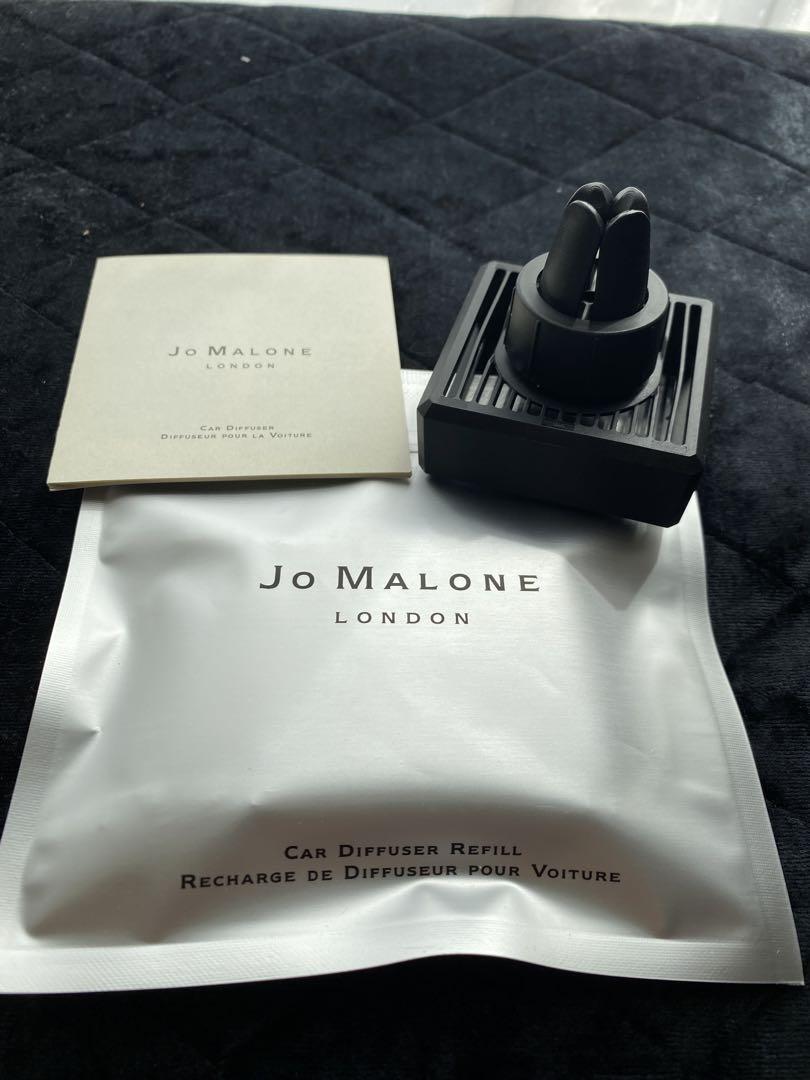 Jo Malone
London
Car Diffuser
Diffuseur pour la Voiture
Jo Malone
London
Car Diffuser Refill
Recharge de Diffuseur pour Voiture